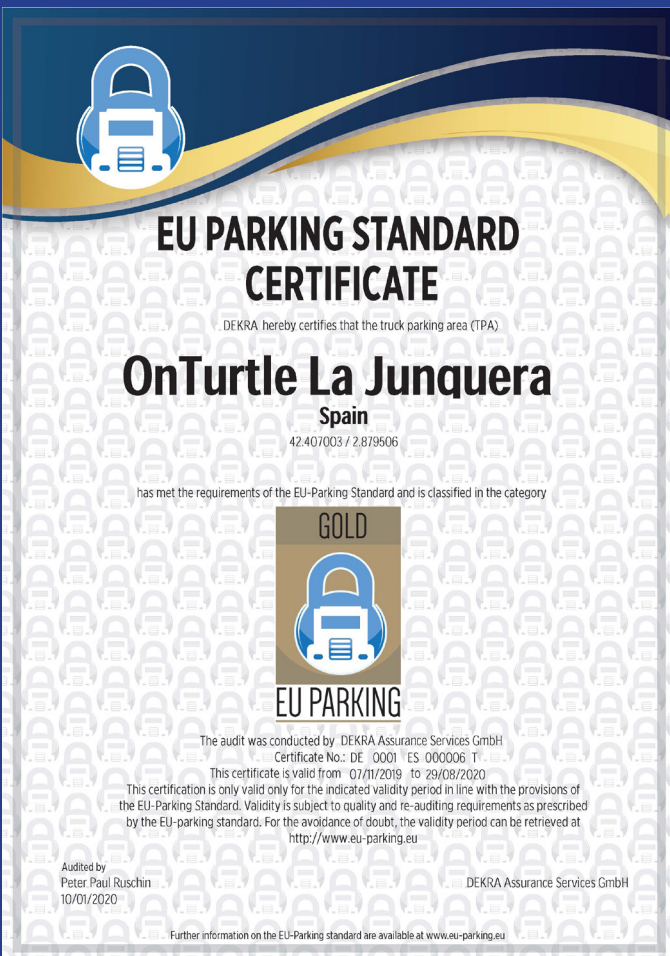 EU PARKING STANDARD
CERTIFICATE
DEKRA hereby certifies that the truck parking area (TPA)
OnTurtle La Junquera
Spain
42.407003 / 2.879506
has met the requirements of the EU-Parking Standard and is classified in the category
GOLD
EU PARKING
The audit was conducted by DEKRA Assurance Services GmbH
Certificate No.: DE 0001 ES 000006 T
This certificate is valid from 07/11/2019 to 29/08/2020
This certification is only valid only for the indicated validity period in line with the provisions of
the EU-Parking Standard. Validity is subject to quality and re-auditing requirements as prescribed
by the EU-parking standard. For the avoidance of doubt, the validity period can be retrieved at
http://www.eu-parking.eu
Audited by
Peter Paul Ruschin
10/01/2020
DEKRA Assurance Services GmbH
Further information on the EU-Parking standard are available at www.eu-parking.eu